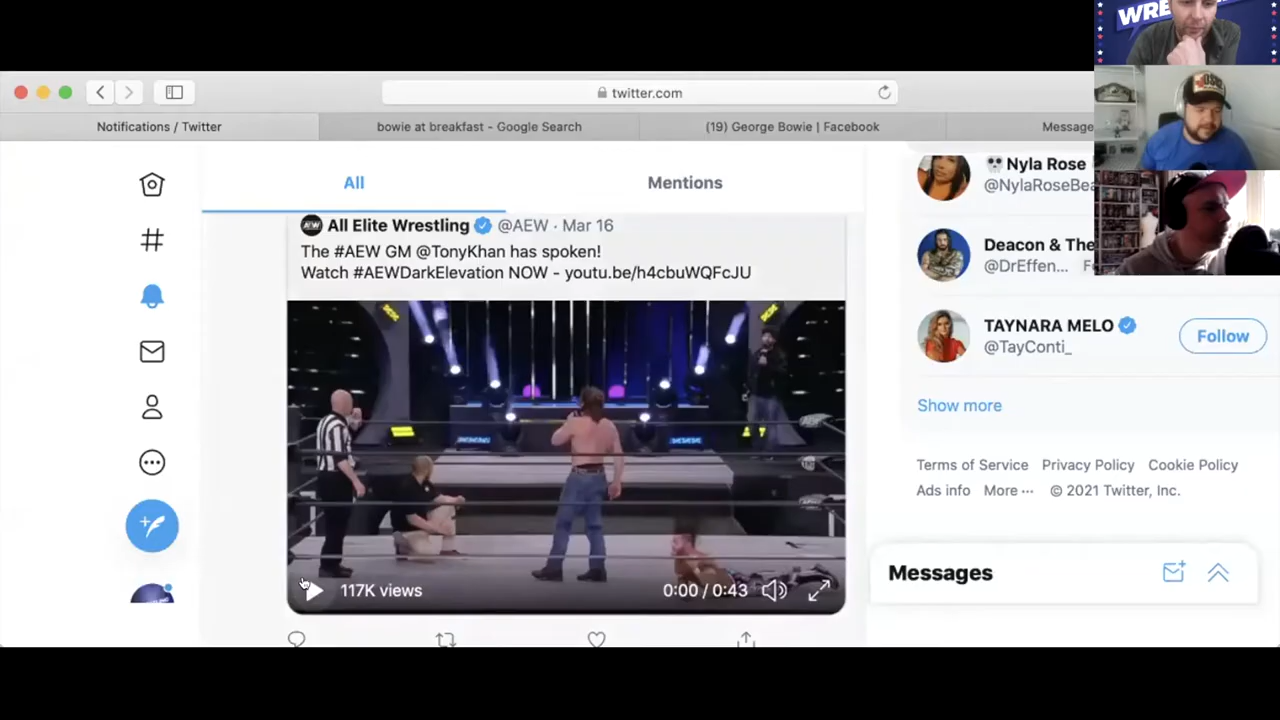 WRE
twitter.com
Notifications / Twitter
bowie at breakfast - Google Search
(19) George Bowie | Facebook
Message
All
Mentions
All Elite Wrestling @AEW · Mar 16
The #AEW GM @TonyKhan has spoken!
Watch #AEWDarkElevation NOW - youtu.be/h4cbuWQFcJU
117K views
0:00 / 0:43
Nyla Rose
@NylaRoseBea
Deacon & The
@DrEffen... F
TAYNARA MELO
@TayConti_
Follow
Show more
Terms of Service Privacy Policy Cookie Policy
Ads info More ··· © 2021 Twitter, Inc.
Messages